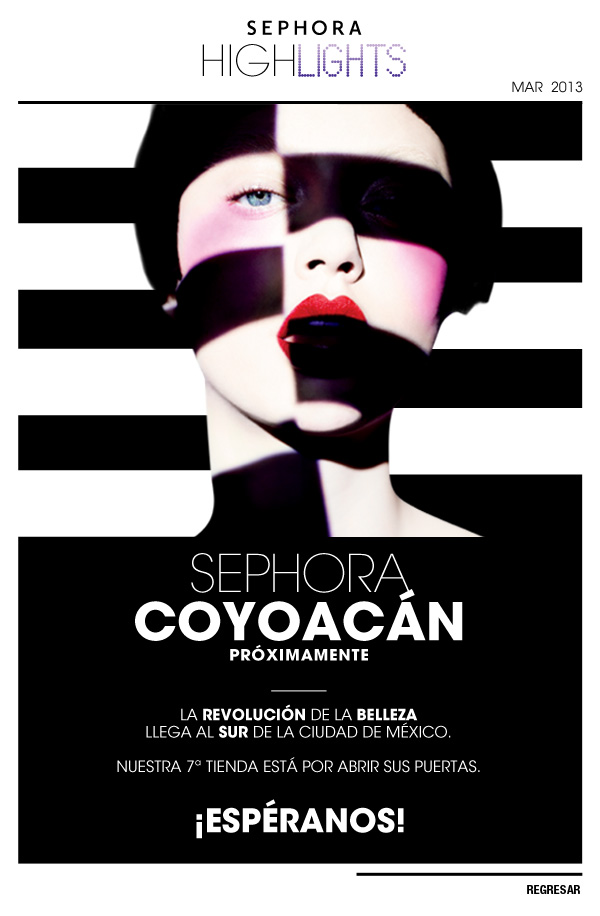 SEPHORA
HIGHLIGHTS
MAR 2013
SEPHORA
COYOACÁN
PRÓXIMAMENTE
LA REVOLUCIÓN DE LA BELLEZA
LLEGA AL SUR DE LA CIUDAD DE MÉXICO.
NUESTRA 7ª TIENDA ESTÁ POR ABRIR SUS PUERTAS.
¡ESPÉRANOS!
REGRESAR